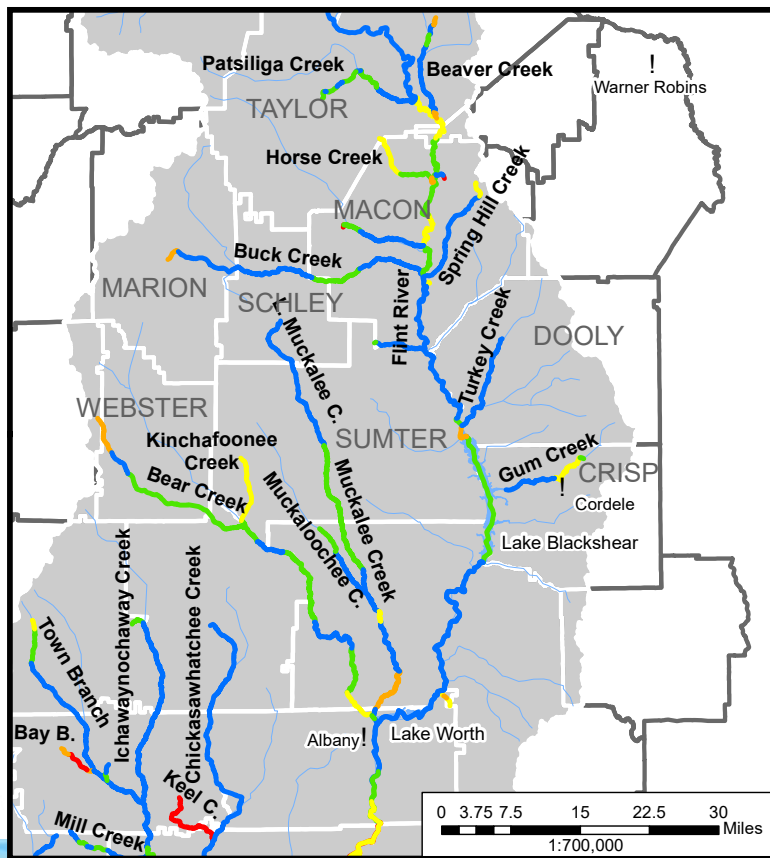 Patsiliga Creek
Beaver Creek
!
Warner Robins
TAYLOR
Horse Creek
Spring Hill Creek
MACON
Buck Creek
MARION
SCHLEY
Flint River
L. Muckalee C.
Turkey Creek
DOOLY
WEBSTER
SUMTER
Kinchafoonee
Creek
Bear Creek
Gum Creek
CRISP
!
Cordele
Muckalee Creek
Muckaloochee C.
Lake Blackshear
Ichawaynochaway Creek
Chickasawhatchee Creek
Town Branch
Bay B.
Albany!
Lake Worth
Keel C.
Mill Creek
0 3.75 7.5 15 22.5 30
Miles
1:700,000